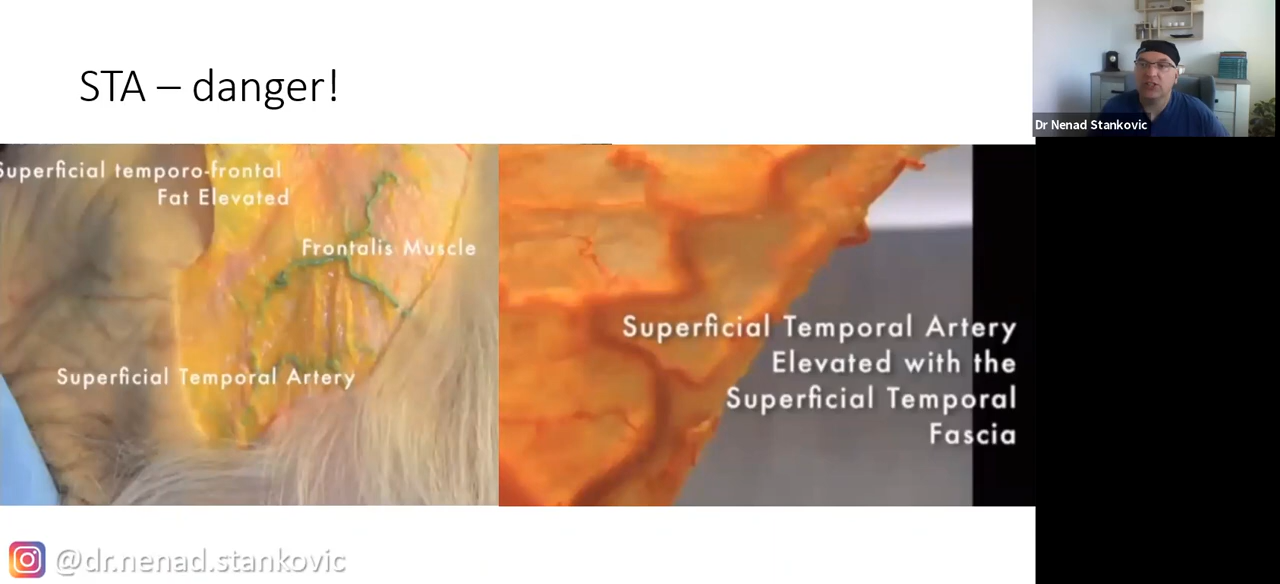 STA – danger!
Dr Nenad Stankovic
Superficial temporo-frontal
Fat Elevated
Frontalis Muscle
Superficial Temporal Artery
Superficial Temporal Artery
Elevated with the
Superficial Temporal
Fascia
@dr.nenad.stankovic